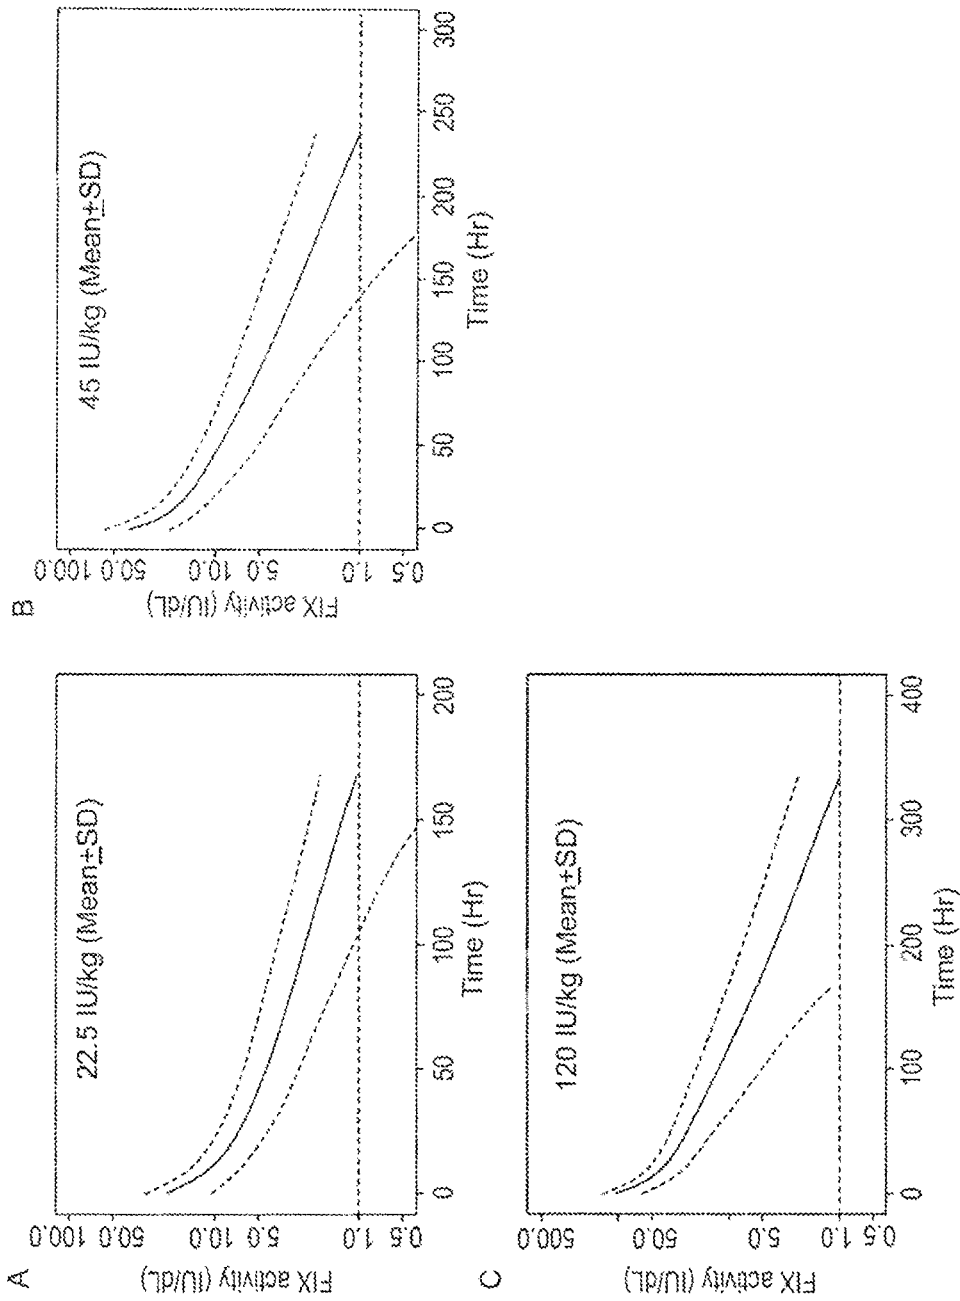 A
22.5 IU/kg (Mean±SD)
FIX activity (IU/dL)
100.0
50.0
10.0
5.0
1.0
0.5
0 50 100 150 200
Time (Hr)
B
45 IU/kg (Mean±SD)
FIX activity (IU/dL)
100.0
50.0
10.0
5.0
1.0
0.5
0 50 100 150 200 250 300
Time (Hr)
C
120 IU/kg (Mean±SD)
FIX activity (IU/dL)
500.0
50.0
5.0
1.0
0.5
0 100 200 300 400
Time (Hr)